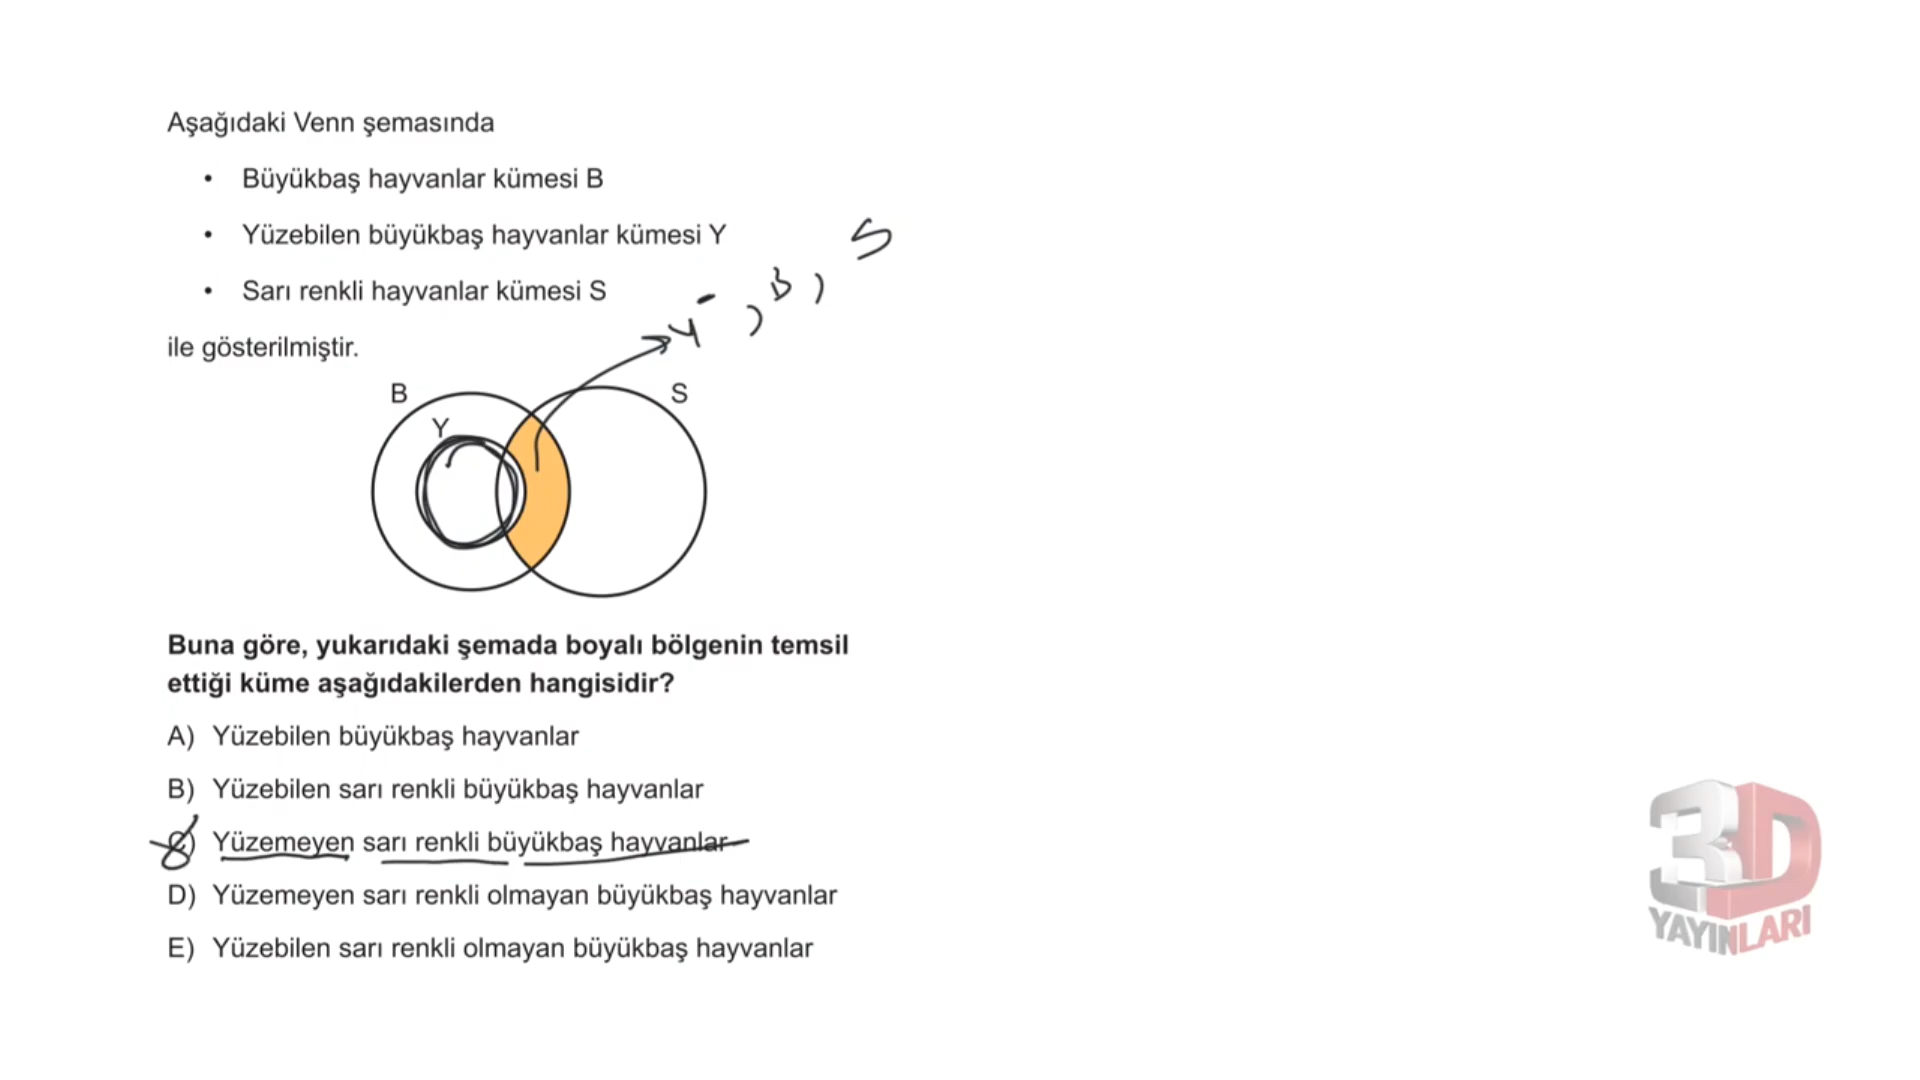 Aşağıdaki Venn şemasında
• Büyükbaş hayvanlar kümesi B
• Yüzebilen büyükbaş hayvanlar kümesi Y
• Sarı renkli hayvanlar kümesi S
ile gösterilmiştir.
Y⁻, B, S
B
S
Y
Buna göre, yukarıdaki şemada boyalı bölgenin temsil
ettiği küme aşağıdakilerden hangisidir?
A) Yüzebilen büyükbaş hayvanlar
B) Yüzebilen sarı renkli büyükbaş hayvanlar
C) Yüzemeyen sarı renkli büyükbaş hayvanlar
D) Yüzemeyen sarı renkli olmayan büyükbaş hayvanlar
E) Yüzebilen sarı renkli olmayan büyükbaş hayvanlar
3D
YAYINLARI